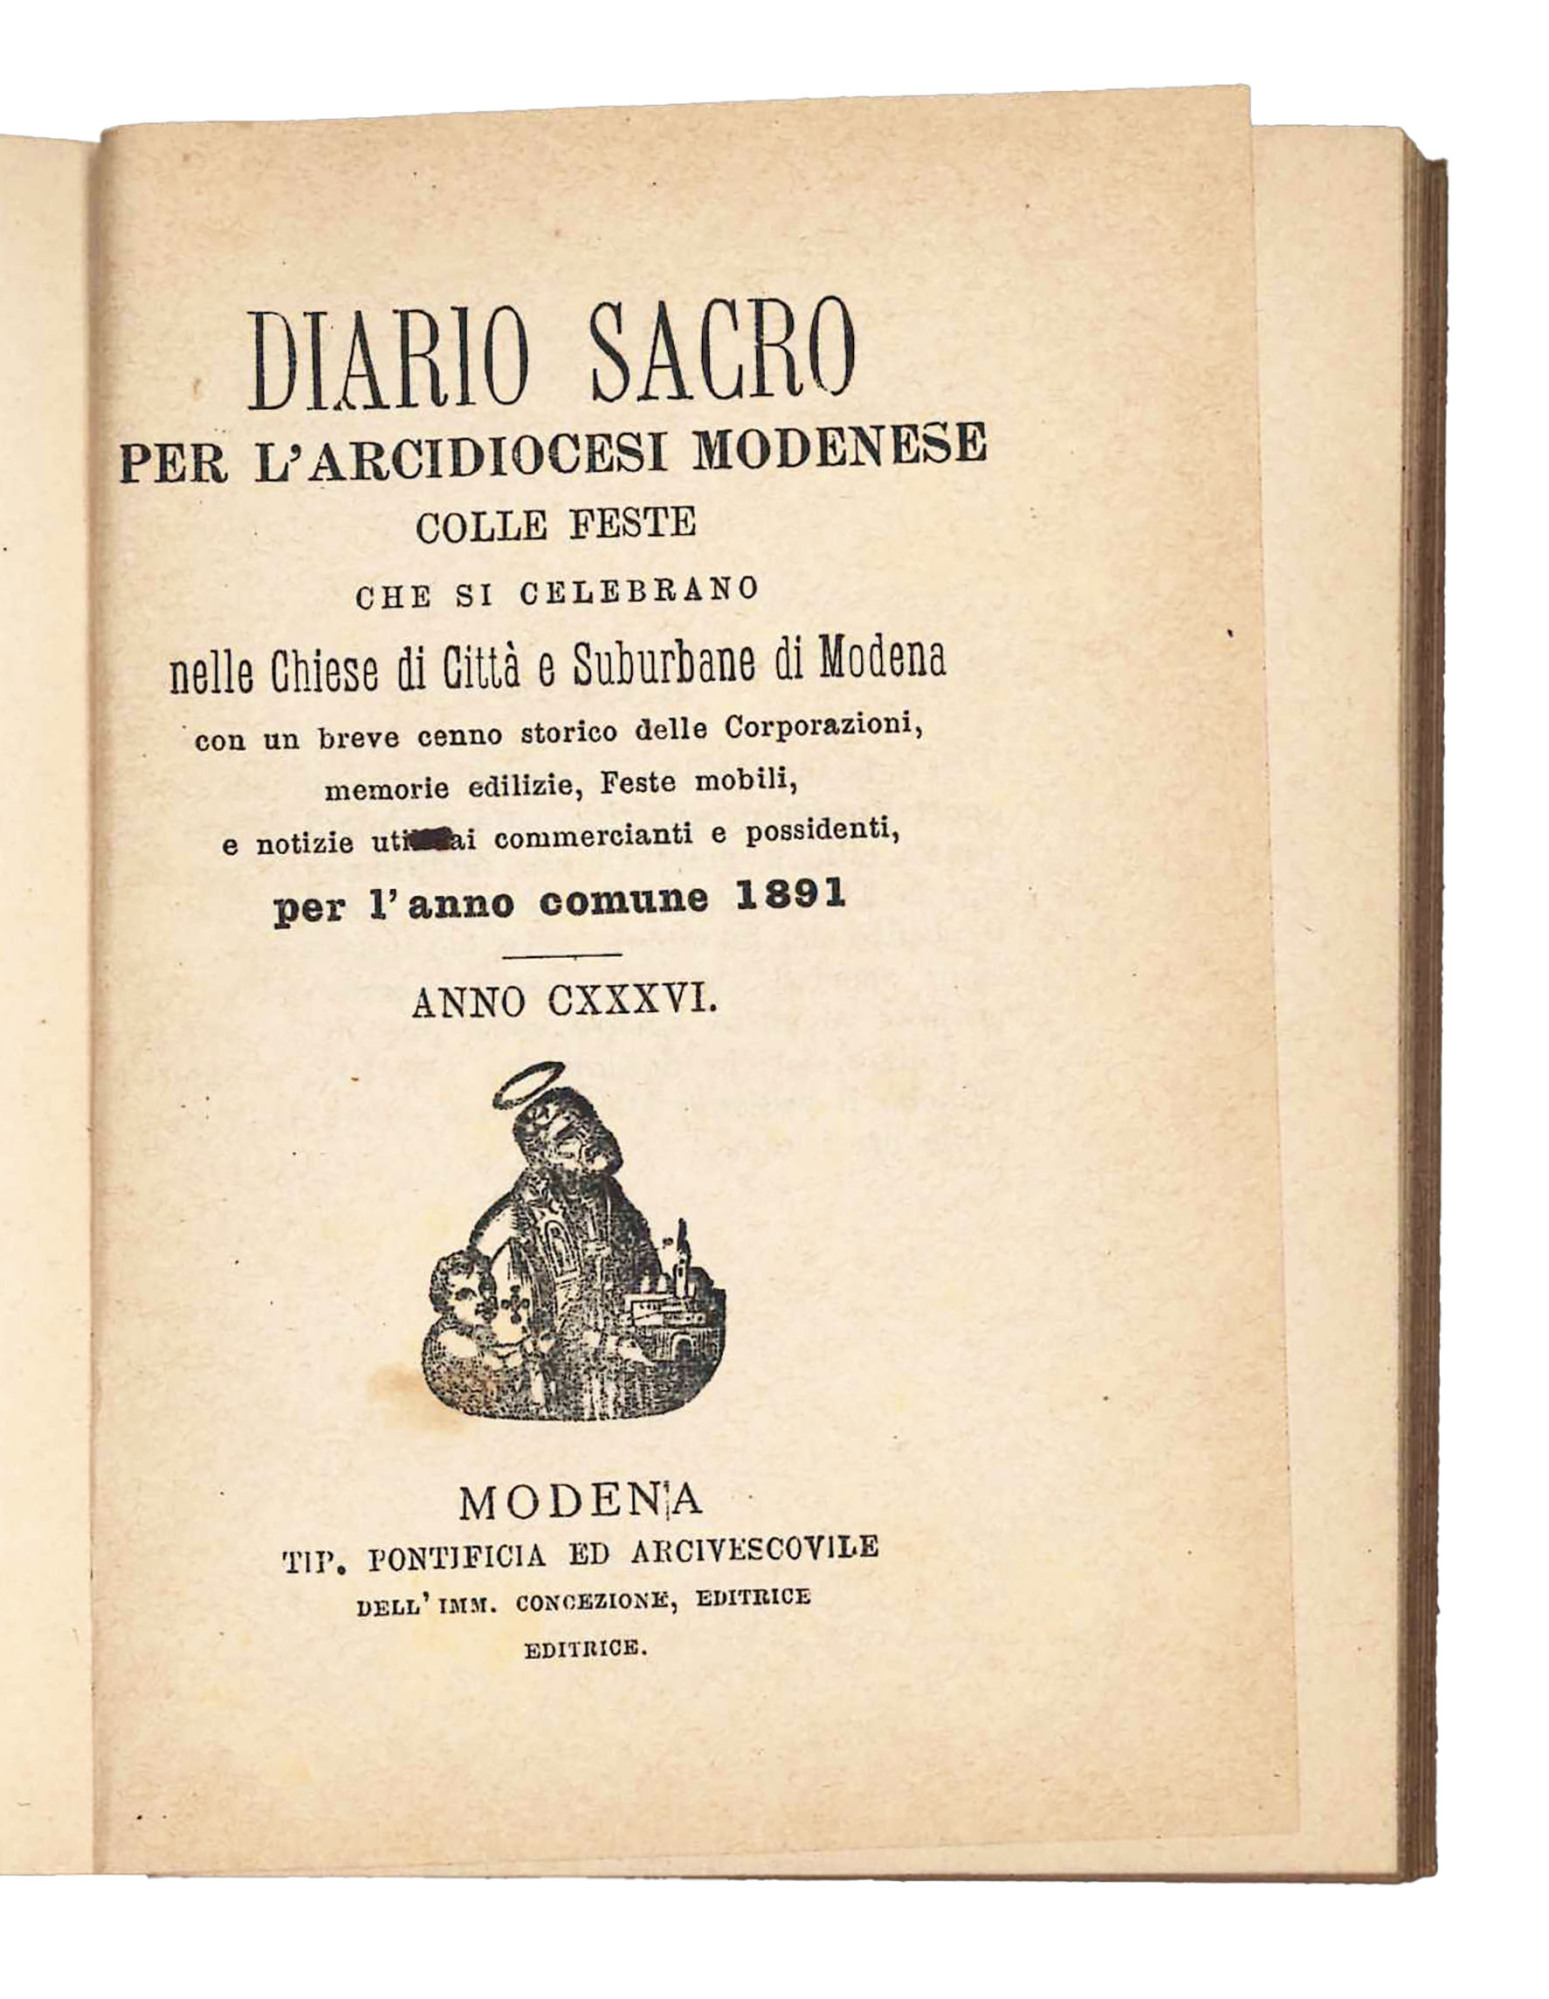 DIARIO SACRO
PER L'ARCIDIOCESI MODENESE
COLLE FESTE
CHE SI CELEBRANO
nelle Chiese di Città e Suburbane di Modena
con un breve cenno storico delle Corporazioni,
memorie edilizie, Feste mobili,
e notizie ai commercianti e possidenti,
per l'anno comune 1891
ANNO CXXXVI.
MODENA
TIP. PONTIFICIA ED ARCIVESCOVILE
DELL' IMM. CONCEZIONE, EDITRICE
EDITRICE.